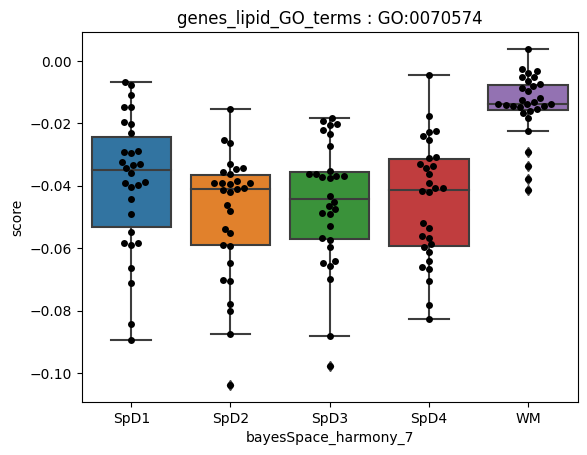 genes_lipid_GO_terms : GO:0070574
0.00
−0.02
−0.04
−0.06
−0.08
−0.10
score
SpD1 SpD2 SpD3 SpD4 WM
bayesSpace_harmony_7